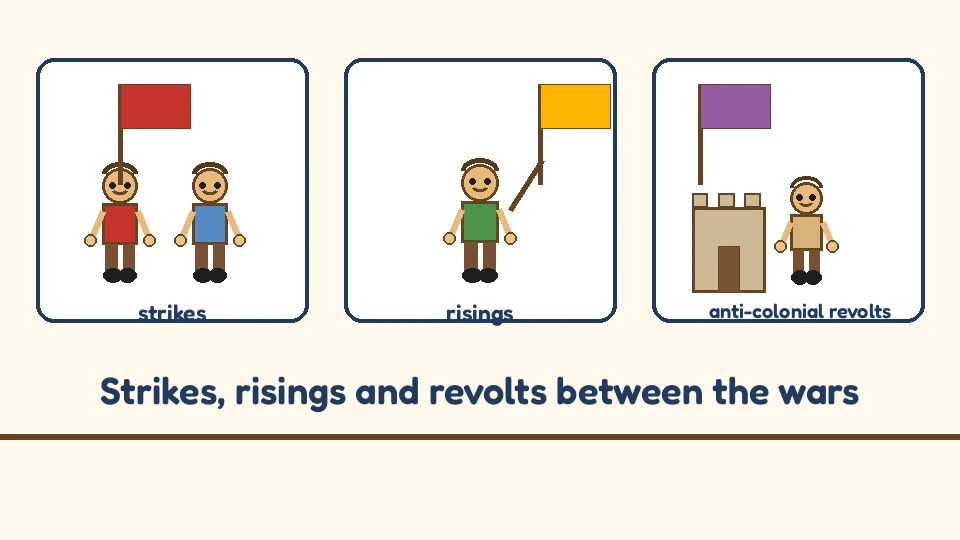 strikes
risings
anti-colonial revolts
Strikes, risings and revolts between the wars